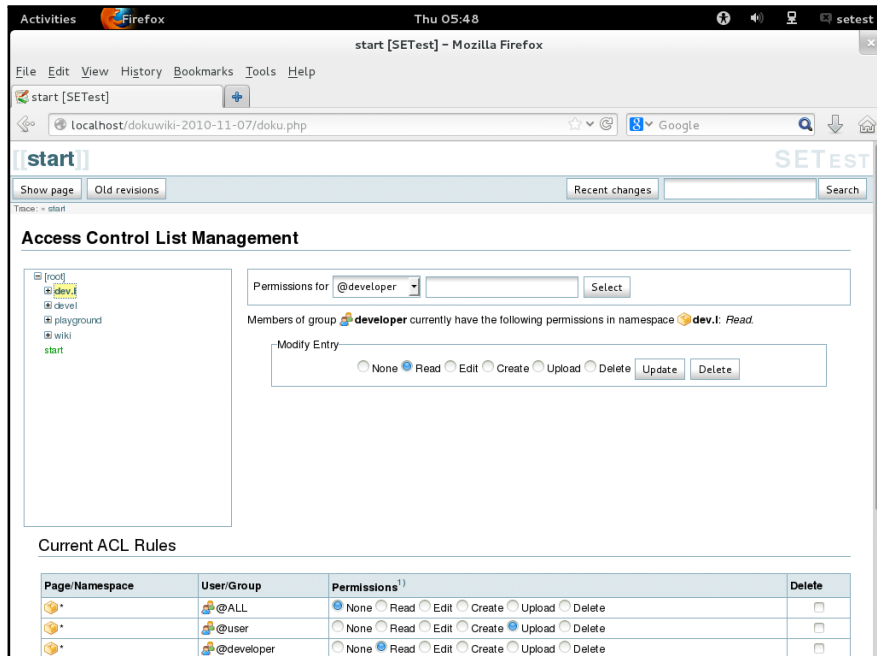 Activities Firefox Thu 05:48 setest
start [SETest] – Mozilla Firefox
File Edit View History Bookmarks Tools Help
start [SETest]
localhost/dokuwiki-2010-11-07/doku.php Google
[[start]] SETEST
Show page Old revisions Recent changes Search
Trace: » start
Access Control List Management
[root]
dev.l
devel
playground
wiki
start
Permissions for @developer Select
Members of group developer currently have the following permissions in namespace dev.l: Read.
Modify Entry
None Read Edit Create Upload Delete Update Delete
Current ACL Rules
Page/Namespace User/Group Permissions1) Delete
* @ALL None Read Edit Create Upload Delete
* @user None Read Edit Create Upload Delete
* @developer None Read Edit Create Upload Delete